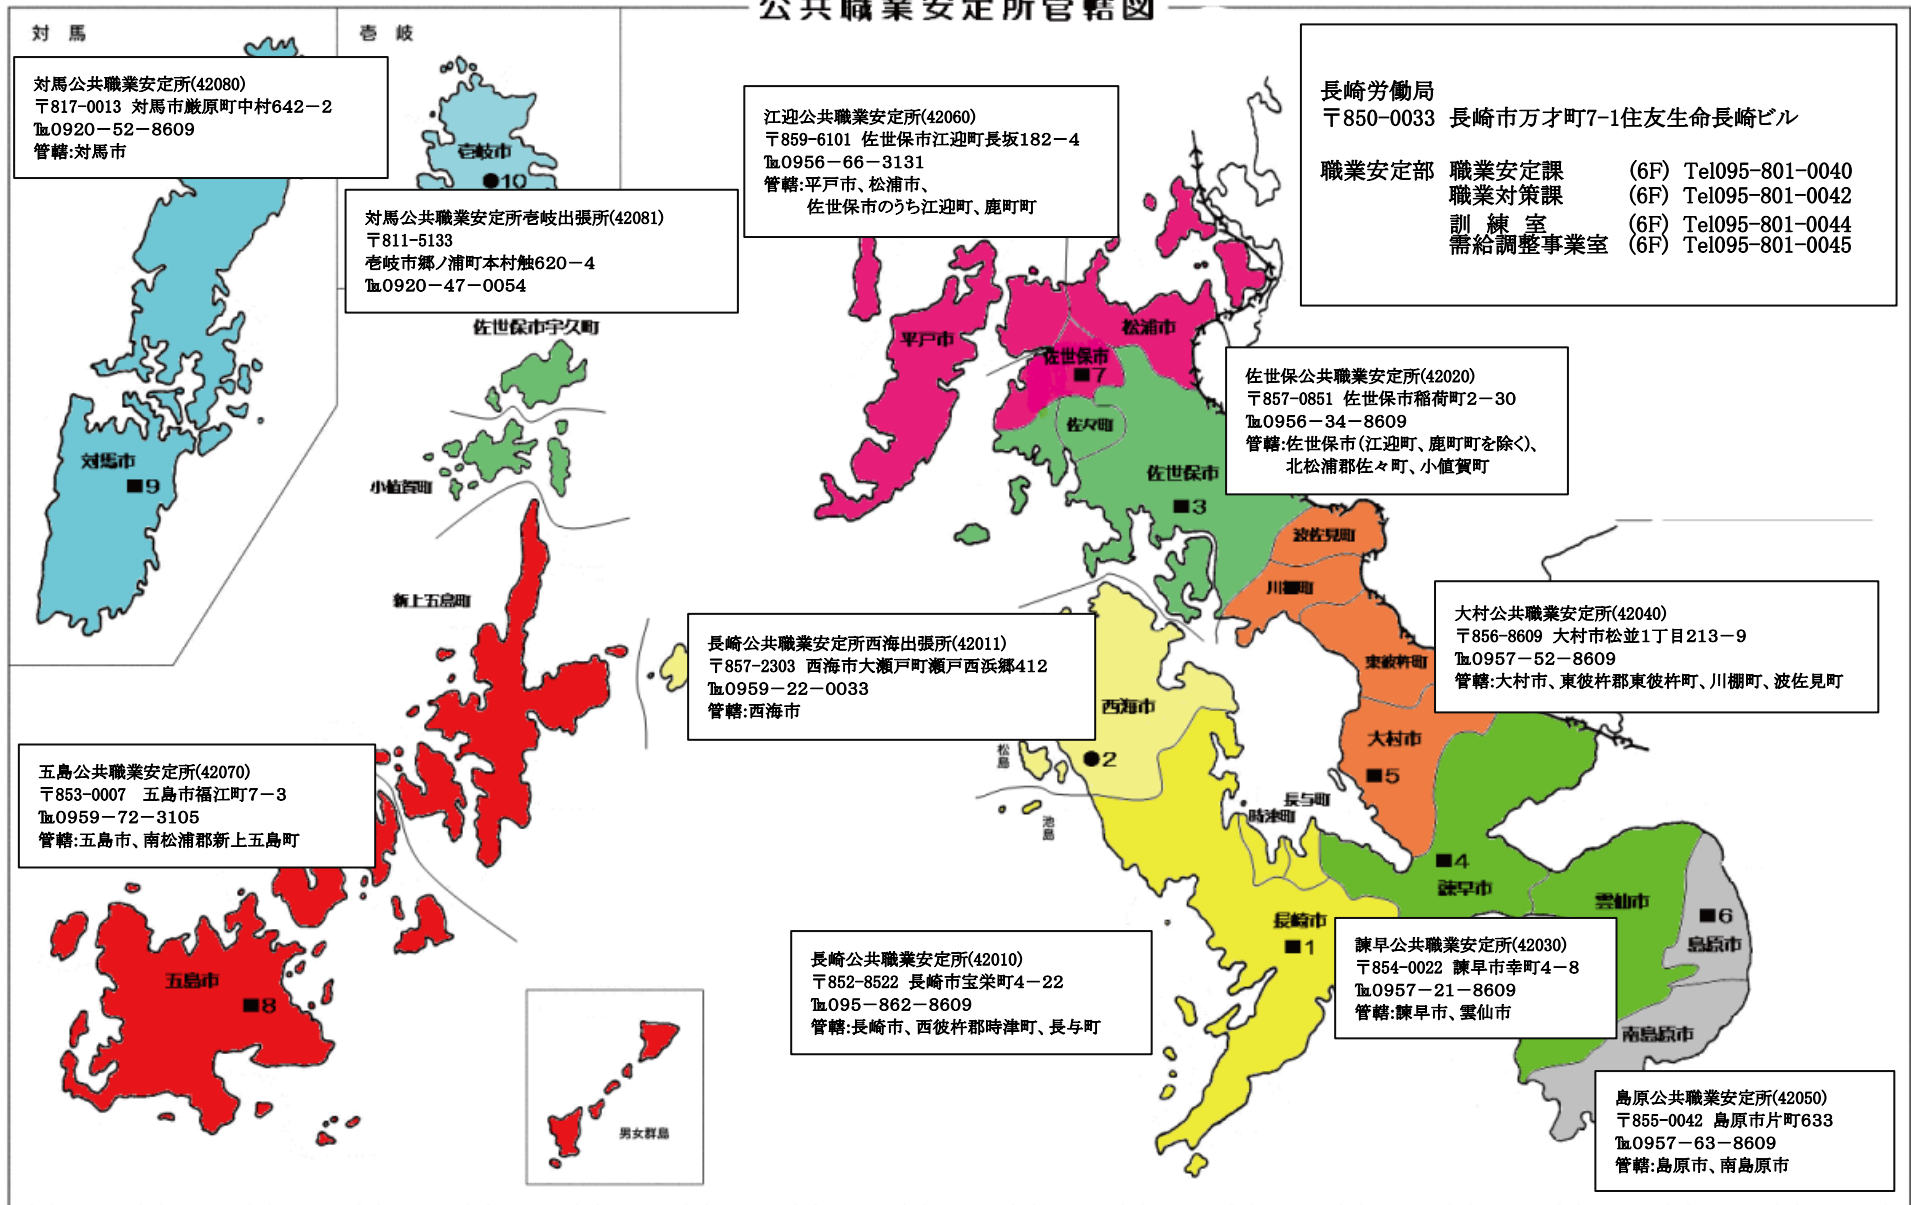 公共職業安定所管轄図
対 馬
壱 岐
対馬公共職業安定所(42080)
〒817-0013 対馬市厳原町中村642－2
℡0920－52－8609
管轄:対馬市
壱岐市
●10
対馬公共職業安定所壱岐出張所(42081)
〒811-5133
壱岐市郷ノ浦町本村触620－4
℡0920－47－0054
江迎公共職業安定所(42060)
〒859-6101 佐世保市江迎町長坂182－4
℡0956－66－3131
管轄:平戸市、松浦市、
佐世保市のうち江迎町、鹿町町
長崎労働局
〒850-0033 長崎市万才町7-1住友生命長崎ビル
職業安定部 職業安定課 (6F) Tel095-801-0040
職業対策課 (6F) Tel095-801-0042
訓 練 室 (6F) Tel095-801-0044
需給調整事業室 (6F) Tel095-801-0045
佐世保市宇久町
平戸市
松浦市
佐世保市
■7
佐々町
佐世保公共職業安定所(42020)
〒857-0851 佐世保市稲荷町2－30
℡0956－34－8609
管轄:佐世保市(江迎町、鹿町町を除く)、
北松浦郡佐々町、小値賀町
対馬市
■9
小値賀町
佐世保市
■3
波佐見町
川棚町
新上五島町
東彼杵町
大村公共職業安定所(42040)
〒856-8609 大村市松並1丁目213－9
℡0957－52－8609
管轄:大村市、東彼杵郡東彼杵町、川棚町、波佐見町
長崎公共職業安定所西海出張所(42011)
〒857-2303 西海市大瀬戸町瀬戸西浜郷412
℡0959－22－0033
管轄:西海市
西海市
●2
松島
池島
大村市
■5
長与町
時津町
五島公共職業安定所(42070)
〒853-0007 五島市福江町7－3
℡0959－72－3105
管轄:五島市、南松浦郡新上五島町
■4
諫早市
雲仙市
■6
島原市
長崎市
■1
五島市
■8
長崎公共職業安定所(42010)
〒852-8522 長崎市宝栄町4－22
℡095－862－8609
管轄:長崎市、西彼杵郡時津町、長与町
諫早公共職業安定所(42030)
〒854-0022 諫早市幸町4－8
℡0957－21－8609
管轄:諫早市、雲仙市
南島原市
男女群島
島原公共職業安定所(42050)
〒855-0042 島原市片町633
℡0957－63－8609
管轄:島原市、南島原市